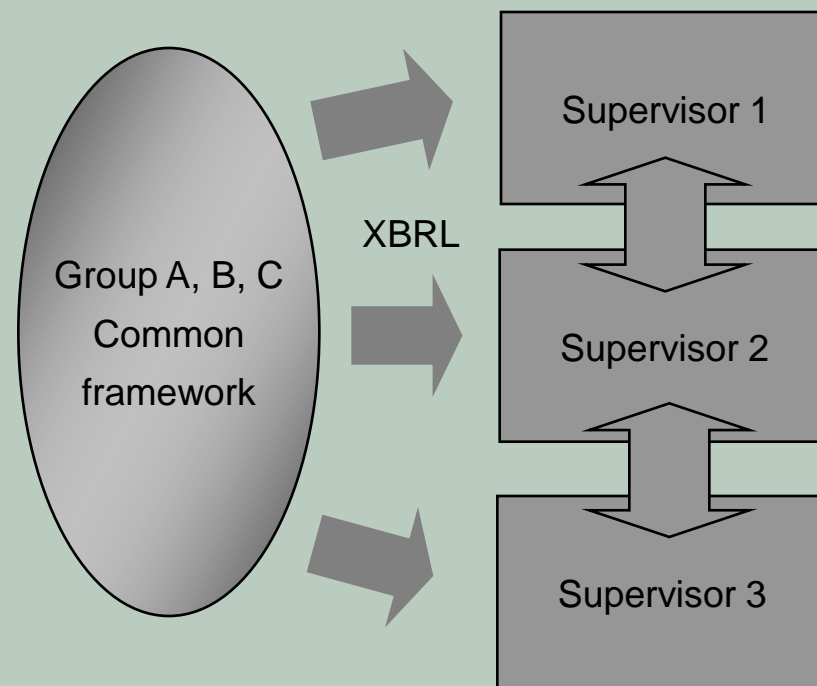 Group A, B, C
Common
framework
XBRL
Supervisor 1
Supervisor 2
Supervisor 3